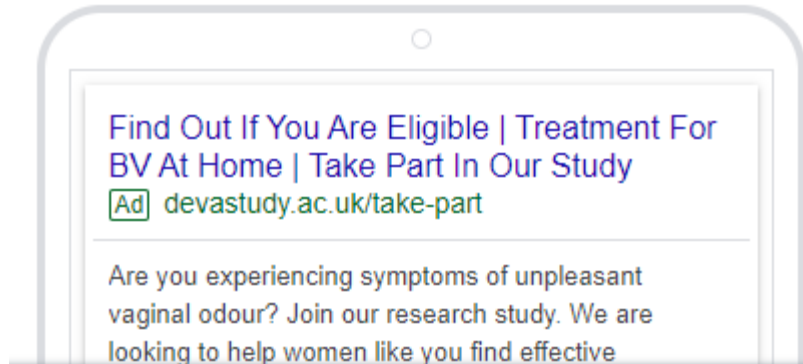 Find Out If You Are Eligible | Treatment For
BV At Home | Take Part In Our Study
Ad devastudy.ac.uk/take-part
Are you experiencing symptoms of unpleasant
vaginal odour? Join our research study. We are
looking to help women like you find effective